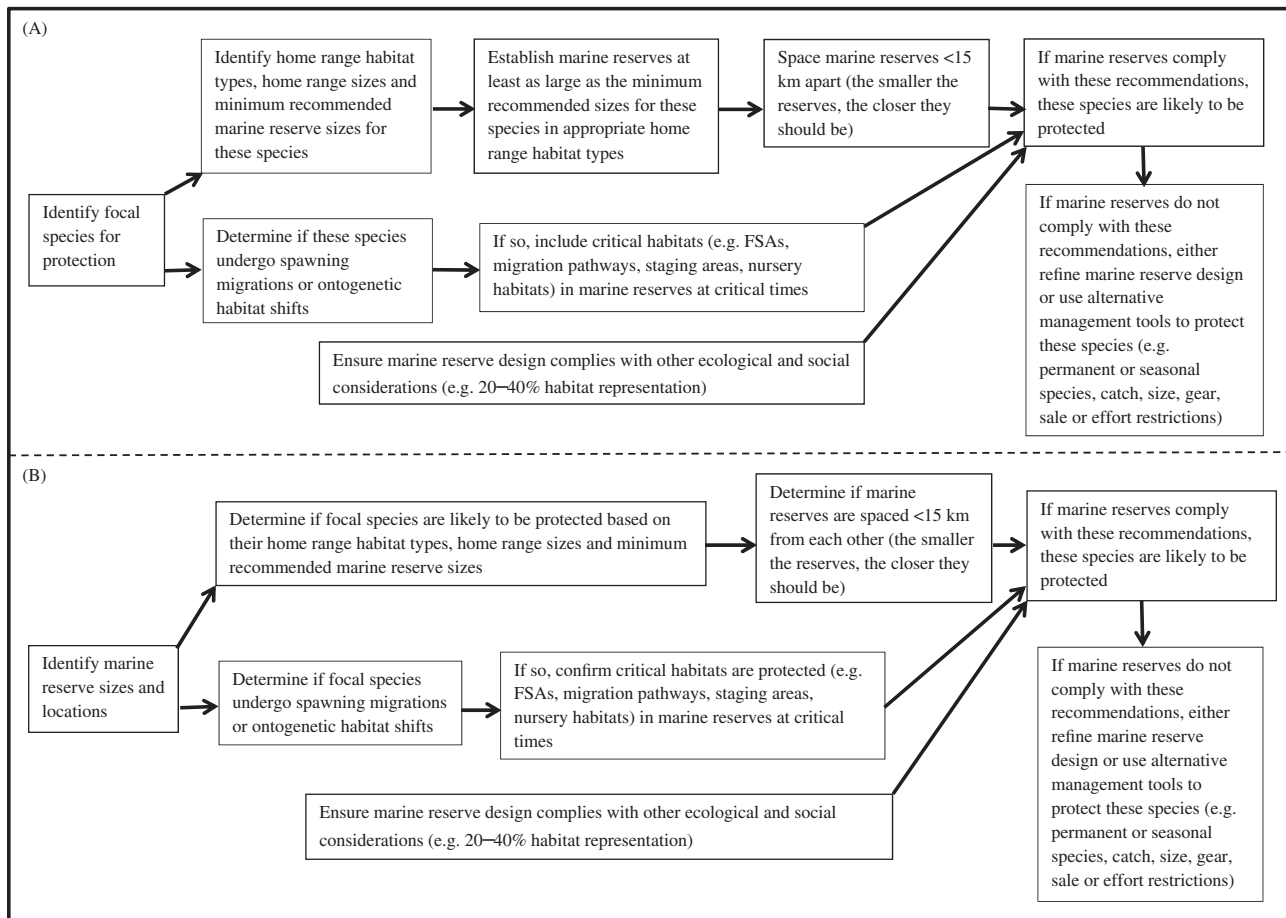 (A)
Identify home range habitat
types, home range sizes and
minimum recommended
marine reserve sizes for
these species
Establish marine reserves at
least as large as the minimum
recommended sizes for these
species in appropriate home
range habitat types
Space marine reserves <15
km apart (the smaller the
reserves, the closer they
should be)
If marine reserves comply
with these recommendations,
these species are likely to be
protected
Identify focal
species for
protection
Determine if these species
undergo spawning
migrations or ontogenetic
habitat shifts
If so, include critical habitats (e.g. FSAs,
migration pathways, staging areas, nursery
habitats) in marine reserves at critical times
Ensure marine reserve design complies with other ecological and social
considerations (e.g. 20–40% habitat representation)
If marine reserves do not
comply with these
recommendations, either
refine marine reserve design
or use alternative
management tools to protect
these species (e.g.
permanent or seasonal
species, catch, size, gear,
sale or effort restrictions)
(B)
Determine if focal species are likely to be protected based on
their home range habitat types, home range sizes and minimum
recommended marine reserve sizes
Determine if marine
reserves are spaced <15 km
from each other (the smaller
the reserves, the closer they
should be)
If marine reserves comply
with these recommendations,
these species are likely to be
protected
Identify marine
reserve sizes and
locations
Determine if focal species
undergo spawning migrations
or ontogenetic habitat shifts
If so, confirm critical habitats are protected (e.g.
FSAs, migration pathways, staging areas,
nursery habitats) in marine reserves at critical
times
Ensure marine reserve design complies with other ecological and social
considerations (e.g. 20–40% habitat representation)
If marine reserves do not
comply with these
recommendations, either
refine marine reserve
design or use alternative
management tools to
protect these species (e.g.
permanent or seasonal
species, catch, size, gear,
sale or effort restrictions)